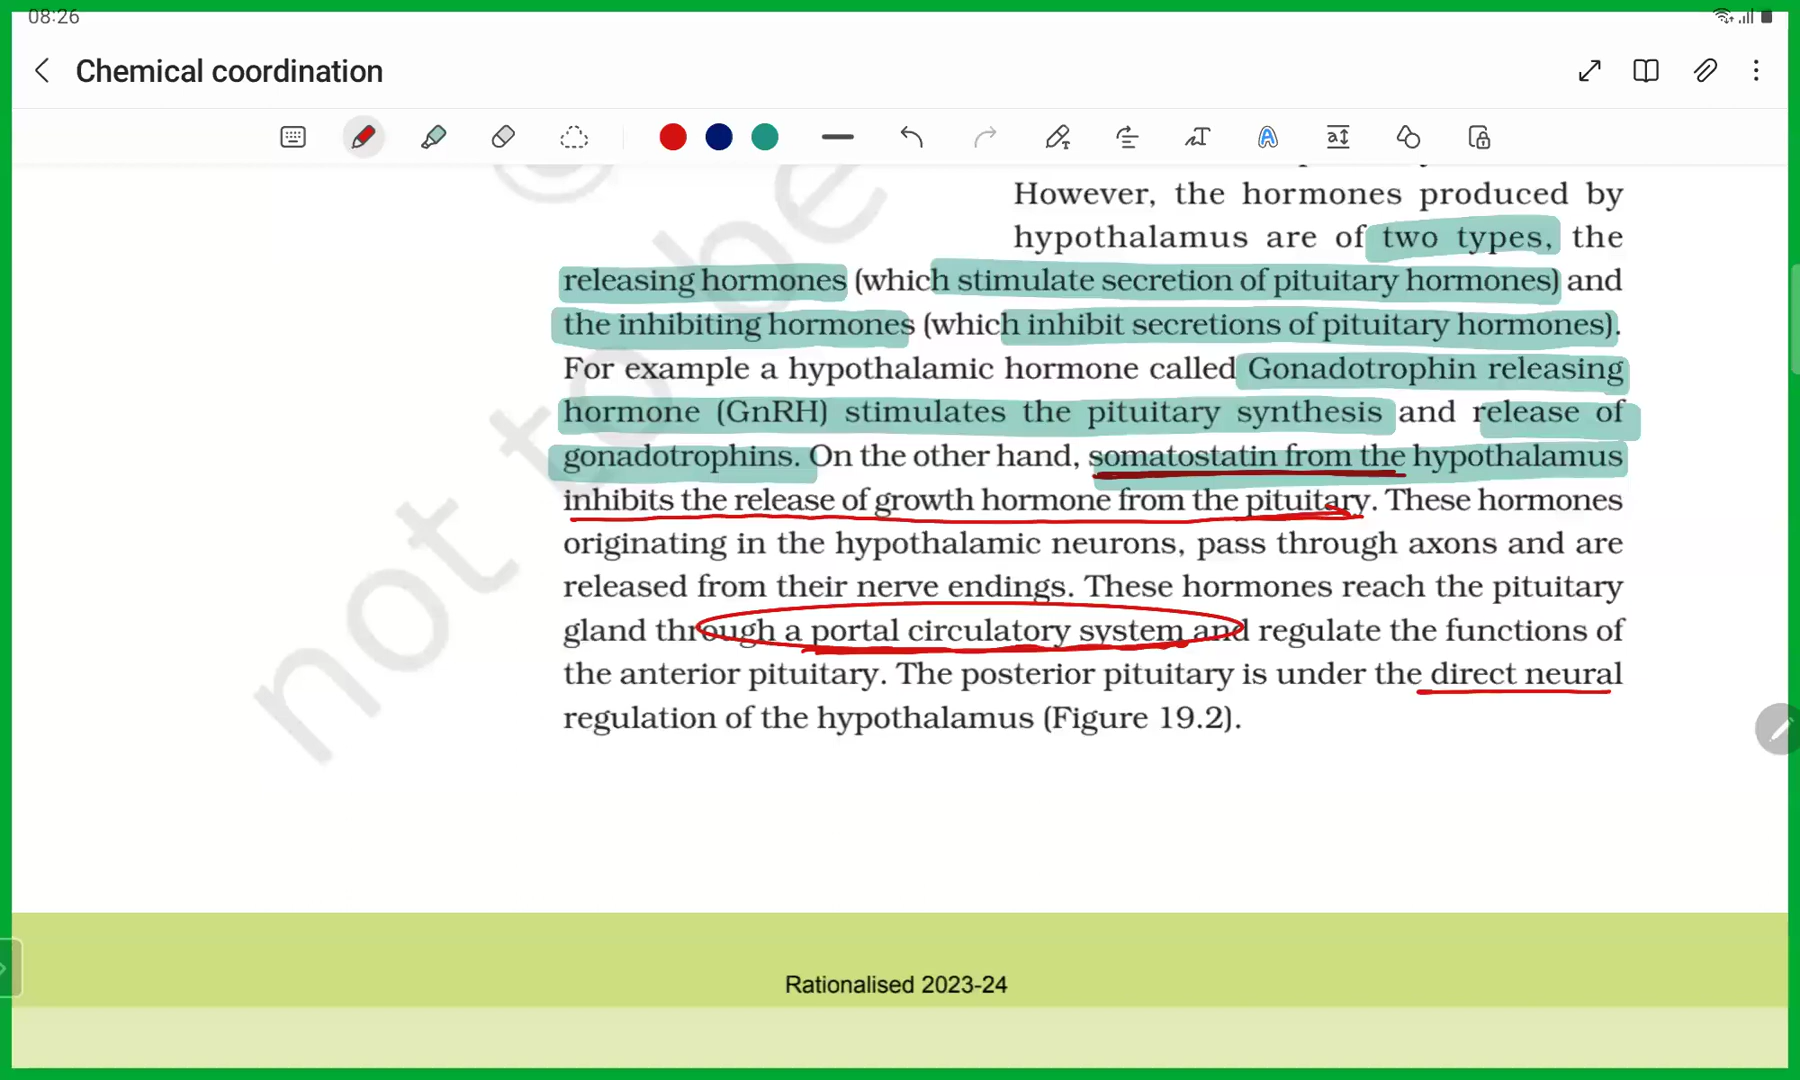 08:26
Chemical coordination
However, the hormones produced by
hypothalamus are of two types, the
releasing hormones (which stimulate secretion of pituitary hormones) and
the inhibiting hormones (which inhibit secretions of pituitary hormones).
For example a hypothalamic hormone called Gonadotrophin releasing
hormone (GnRH) stimulates the pituitary synthesis and release of
gonadotrophins. On the other hand, somatostatin from the hypothalamus
inhibits the release of growth hormone from the pituitary. These hormones
originating in the hypothalamic neurons, pass through axons and are
released from their nerve endings. These hormones reach the pituitary
gland through a portal circulatory system and regulate the functions of
the anterior pituitary. The posterior pituitary is under the direct neural
regulation of the hypothalamus (Figure 19.2).
not to be
Rationalised 2023-24